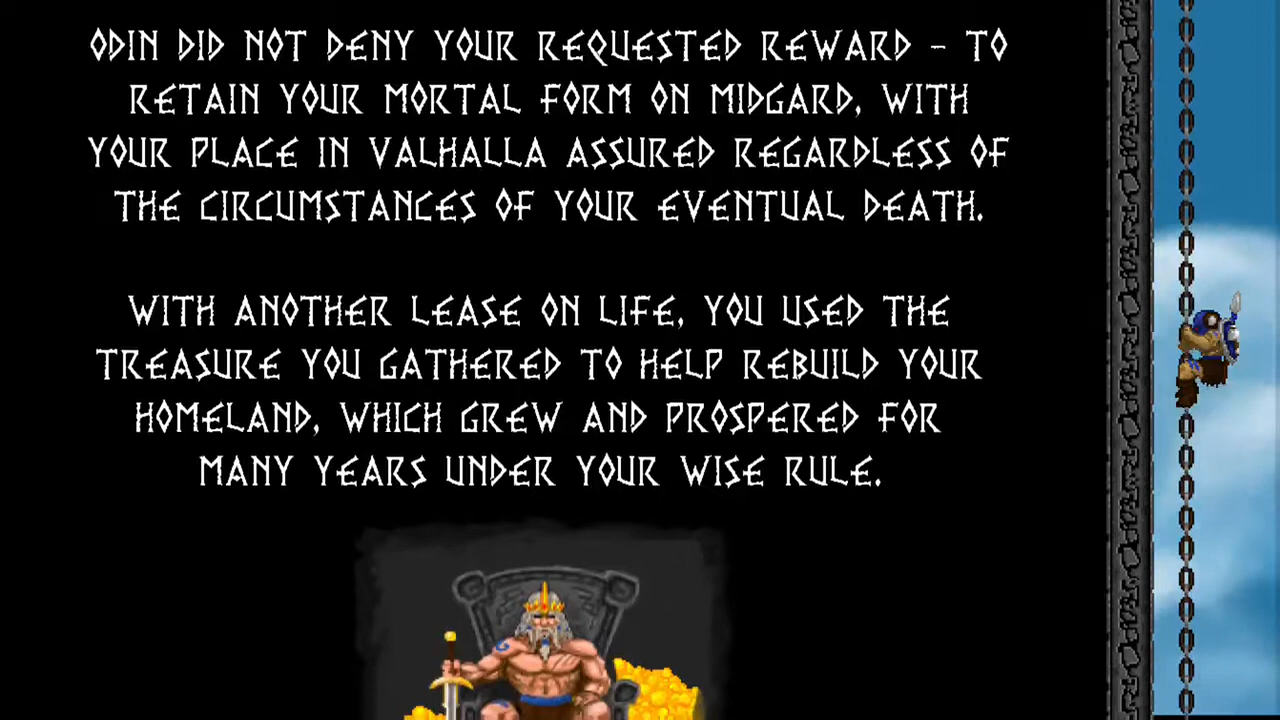 ODIN DID NOT DENY YOUR REQUESTED REWARD - TO
RETAIN YOUR MORTAL FORM ON MIDGARD, WITH
YOUR PLACE IN VALHALLA ASSURED REGARDLESS OF
THE CIRCUMSTANCES OF YOUR EVENTUAL DEATH.
WITH ANOTHER LEASE ON LIFE, YOU USED THE
TREASURE YOU GATHERED TO HELP REBUILD YOUR
HOMELAND, WHICH GREW AND PROSPERED FOR
MANY YEARS UNDER YOUR WISE RULE.